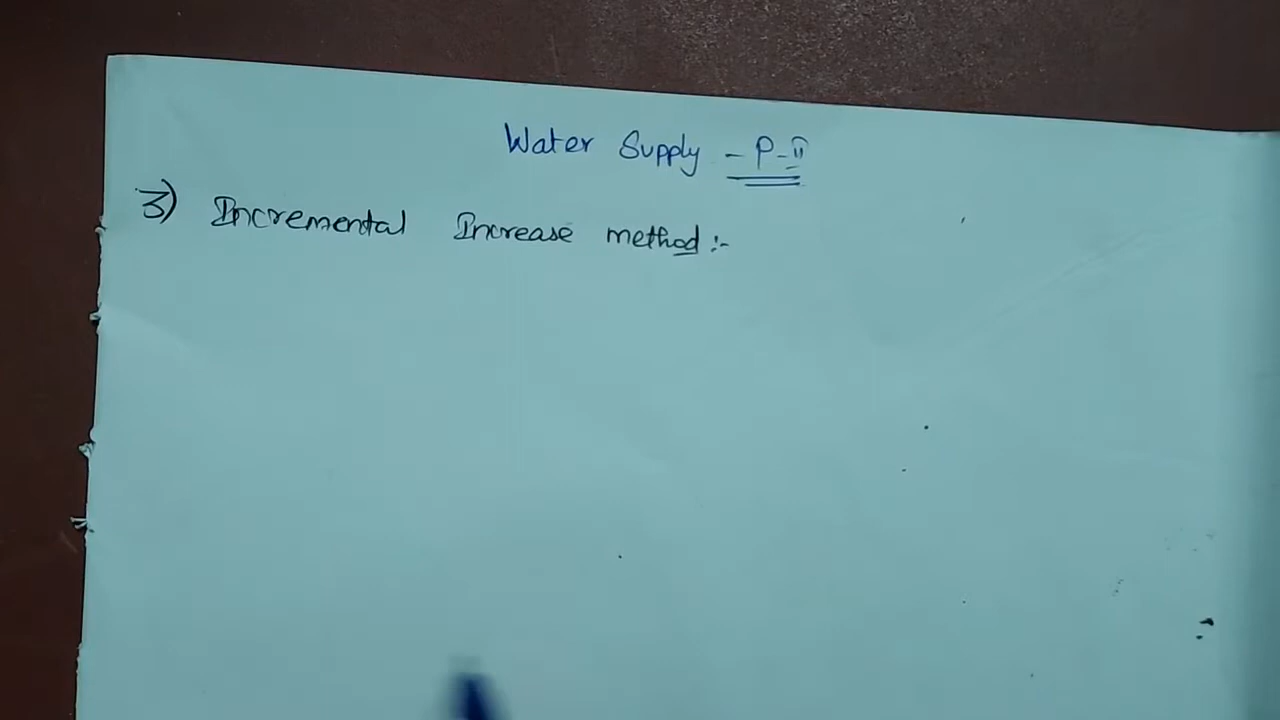 Water Supply - P-II
3) Incremental Increase method :-